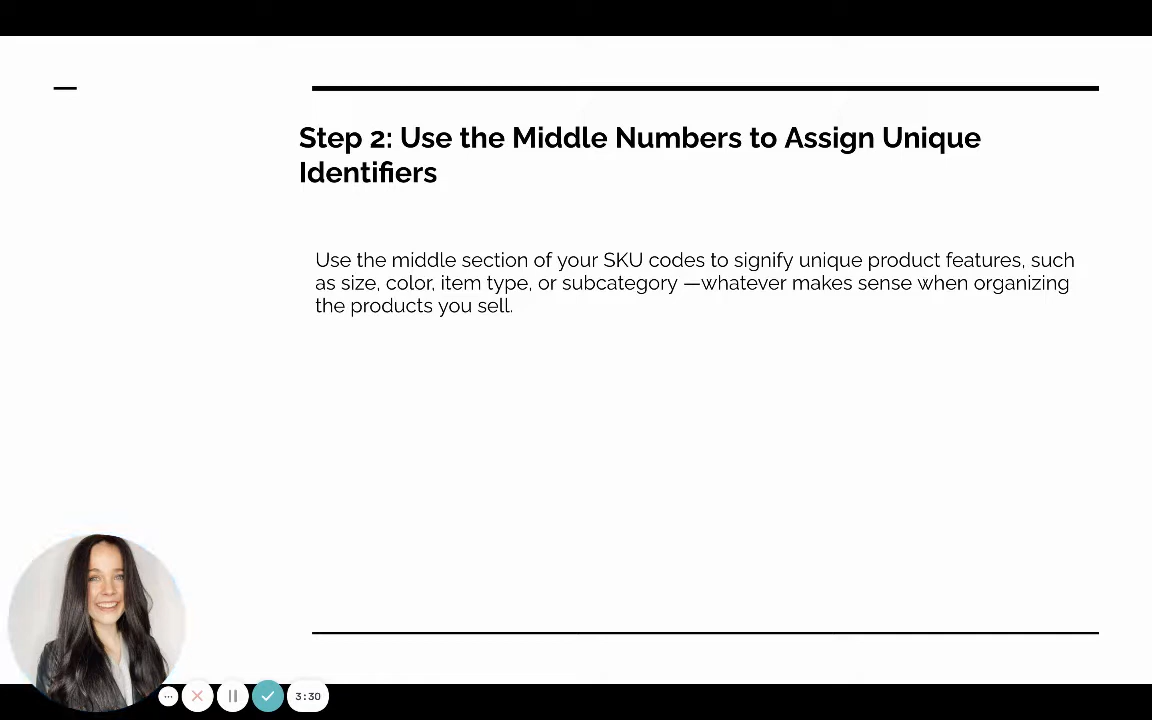 Step 2: Use the Middle Numbers to Assign Unique
Identifiers
Use the middle section of your SKU codes to signify unique product features, such
as size, color, item type, or subcategory —whatever makes sense when organizing
the products you sell.
3:30